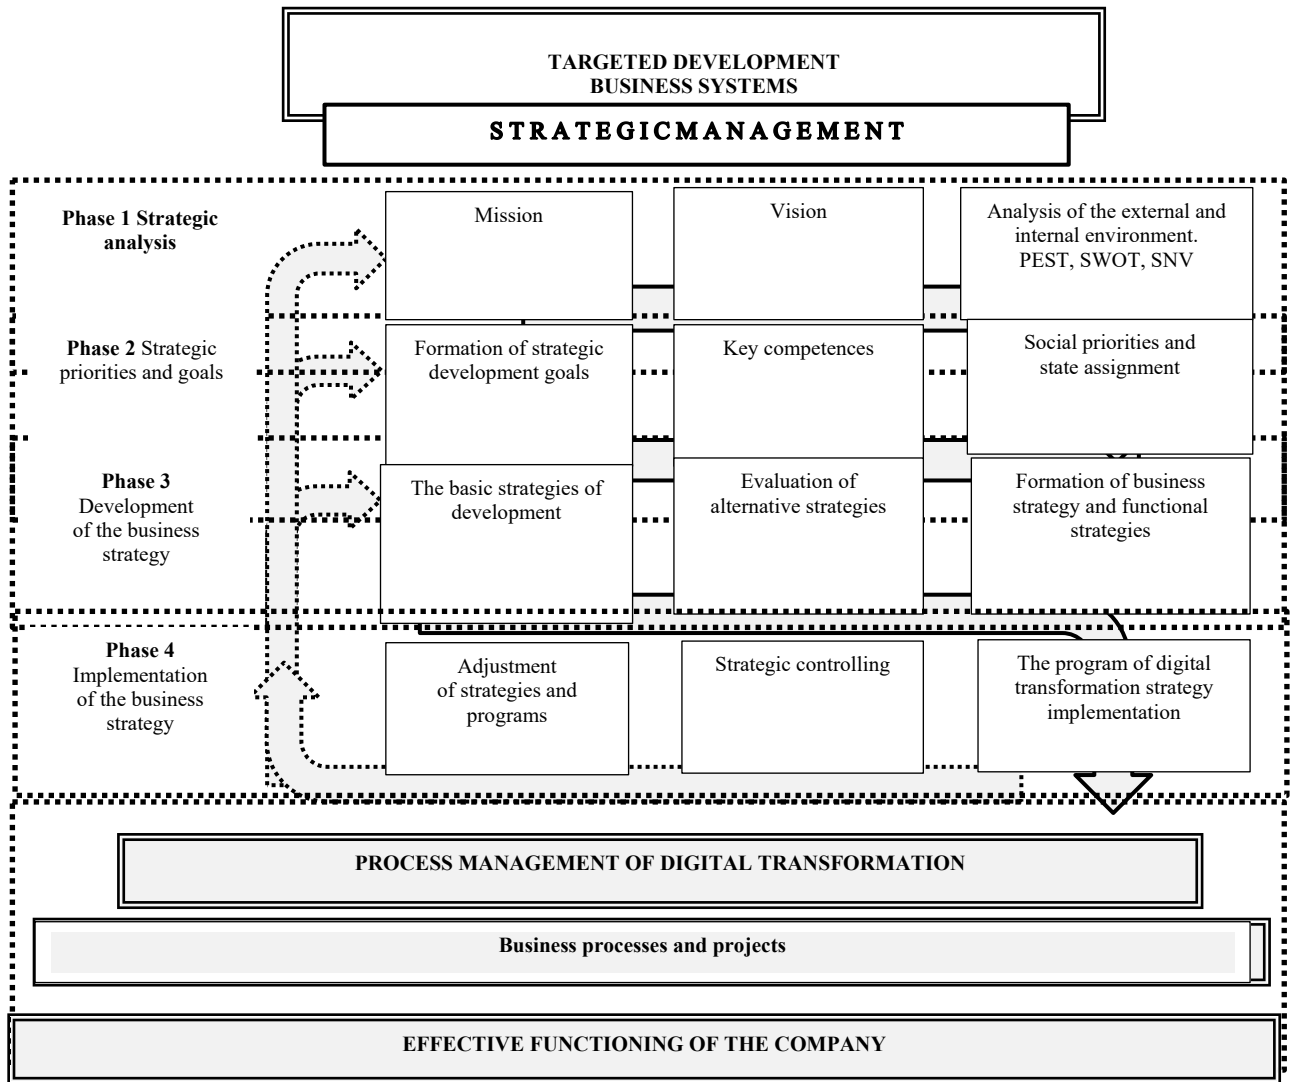 TARGETED DEVELOPMENT
BUSINESS SYSTEMS
STRATEGICMANAGEMENT
Phase 1 Strategic
analysis
Mission
Vision
Analysis of the external and
internal environment.
PEST, SWOT, SNV
Phase 2 Strategic
priorities and goals
Formation of strategic
development goals
Key competences
Social priorities and
state assignment
Phase 3
Development
of the business
strategy
The basic strategies of
development
Evaluation of
alternative strategies
Formation of business
strategy and functional
strategies
Phase 4
Implementation
of the business
strategy
Adjustment
of strategies and
programs
Strategic controlling
The program of digital
transformation strategy
implementation
PROCESS MANAGEMENT OF DIGITAL TRANSFORMATION
Business processes and projects
EFFECTIVE FUNCTIONING OF THE COMPANY